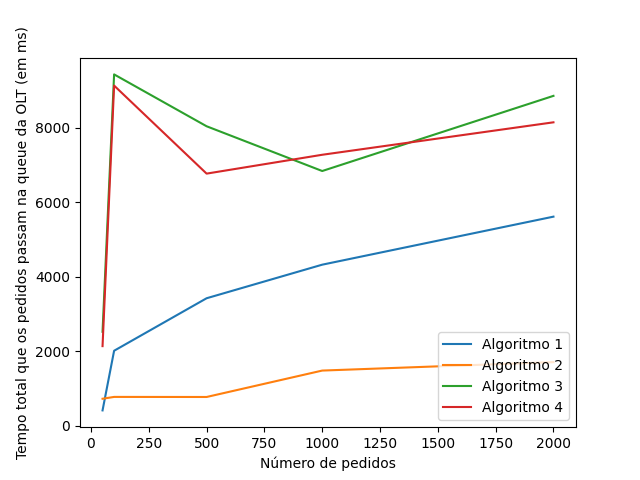 Tempo total que os pedidos passam na queue da OLT (em ms)
8000
6000
4000
2000
0
Algoritmo 1
Algoritmo 2
Algoritmo 3
Algoritmo 4
0 250 500 750 1000 1250 1500 1750 2000
Número de pedidos